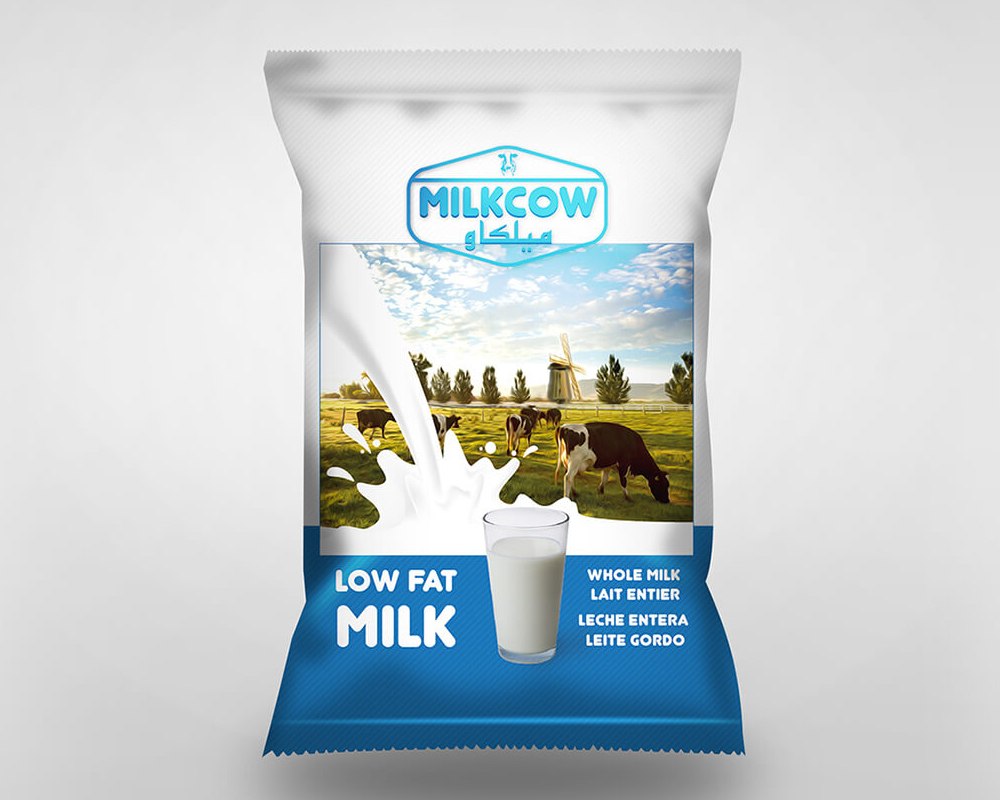 MILKCOW
ميلكاو
LOW FAT
MILK
WHOLE MILK
LAIT ENTIER
LECHE ENTERA
LEITE GORDO